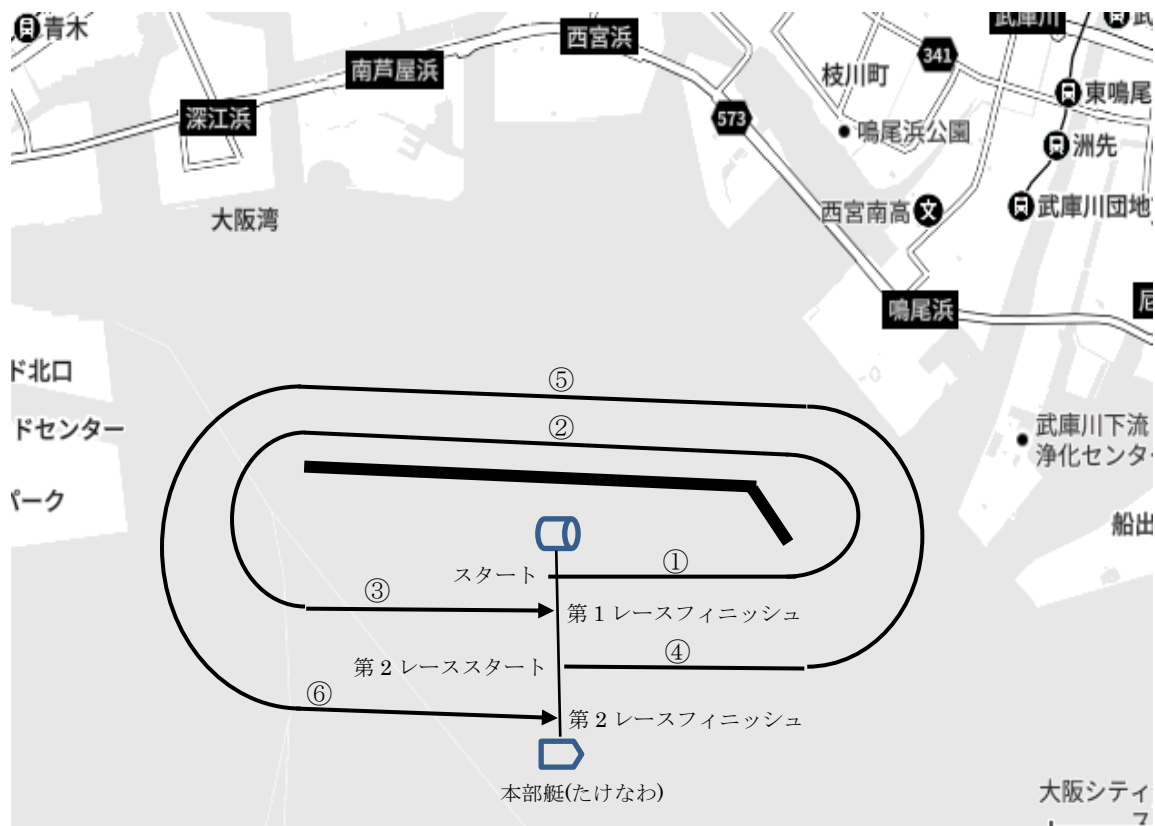 青木
西宮浜
武庫川
南芦屋浜
341
枝川町
東鳴尾
深江浜
573
鳴尾浜公園
洲先
大阪湾
西宮南高
文
武庫川団地
鳴尾浜
ド北口
⑤
ドセンター
②
武庫川下流
浄化センタ
パーク
船出
スタート
①
③
第1レースフィニッシュ
第2レーススタート
④
⑥
第2レースフィニッシュ
本部艇(たけなわ)
大阪シティ